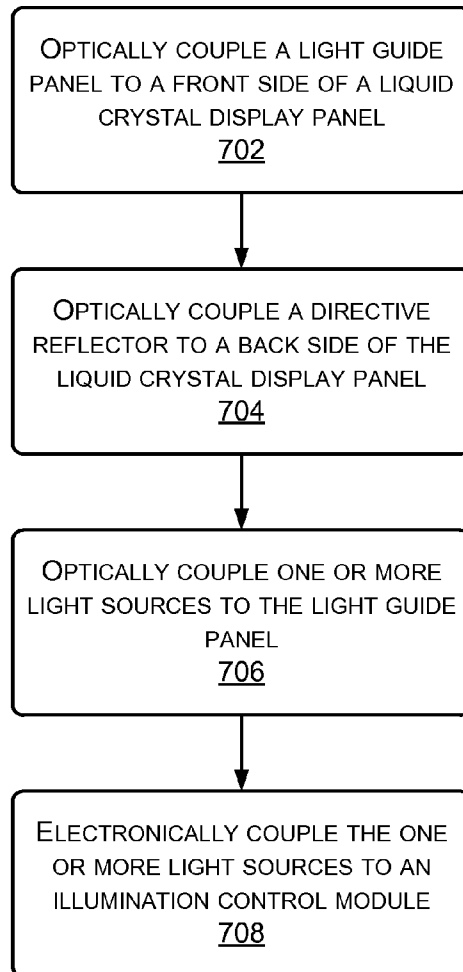 OPTICALLY COUPLE A LIGHT GUIDE
PANEL TO A FRONT SIDE OF A LIQUID
CRYSTAL DISPLAY PANEL
702
OPTICALLY COUPLE A DIRECTIVE
REFLECTOR TO A BACK SIDE OF THE
LIQUID CRYSTAL DISPLAY PANEL
704
OPTICALLY COUPLE ONE OR MORE
LIGHT SOURCES TO THE LIGHT GUIDE
PANEL
706
ELECTRONICALLY COUPLE THE ONE
OR MORE LIGHT SOURCES TO AN
ILLUMINATION CONTROL MODULE
708